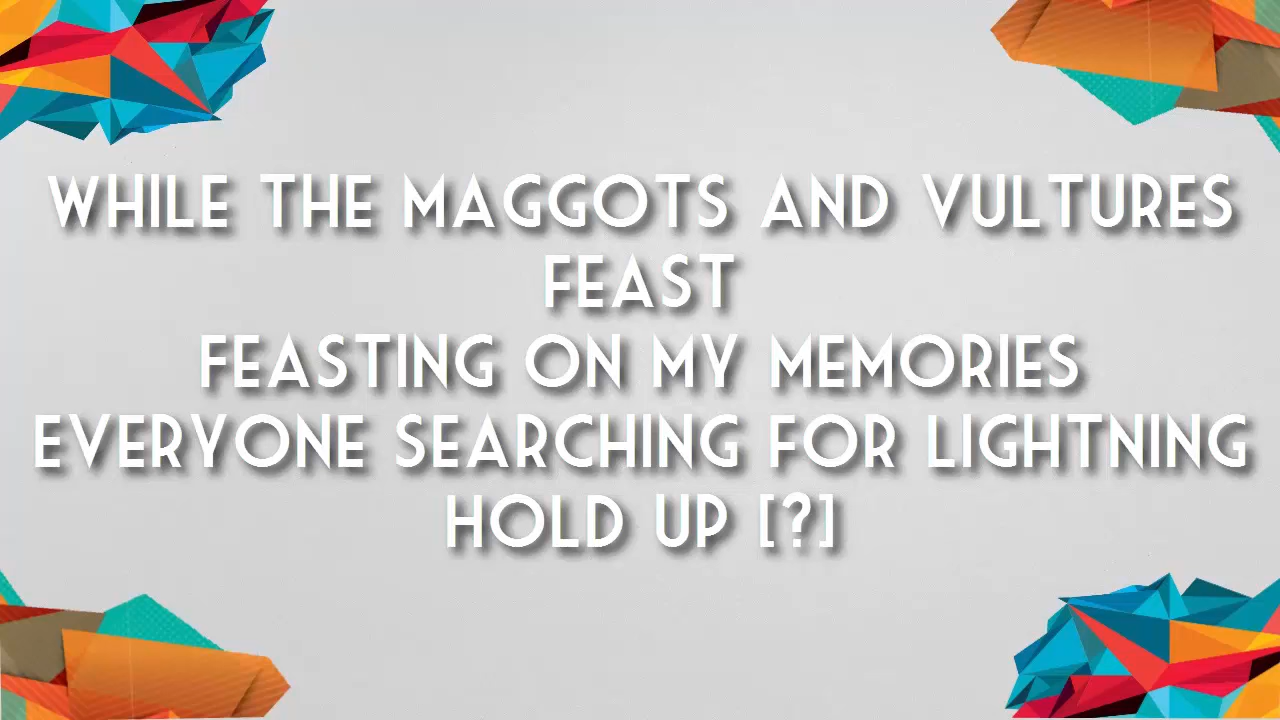 WHILE THE MAGGOTS AND VULTURES
FEAST
FEASTING ON MY MEMORIES
EVERYONE SEARCHING FOR LIGHTNING
HOLD UP [?]